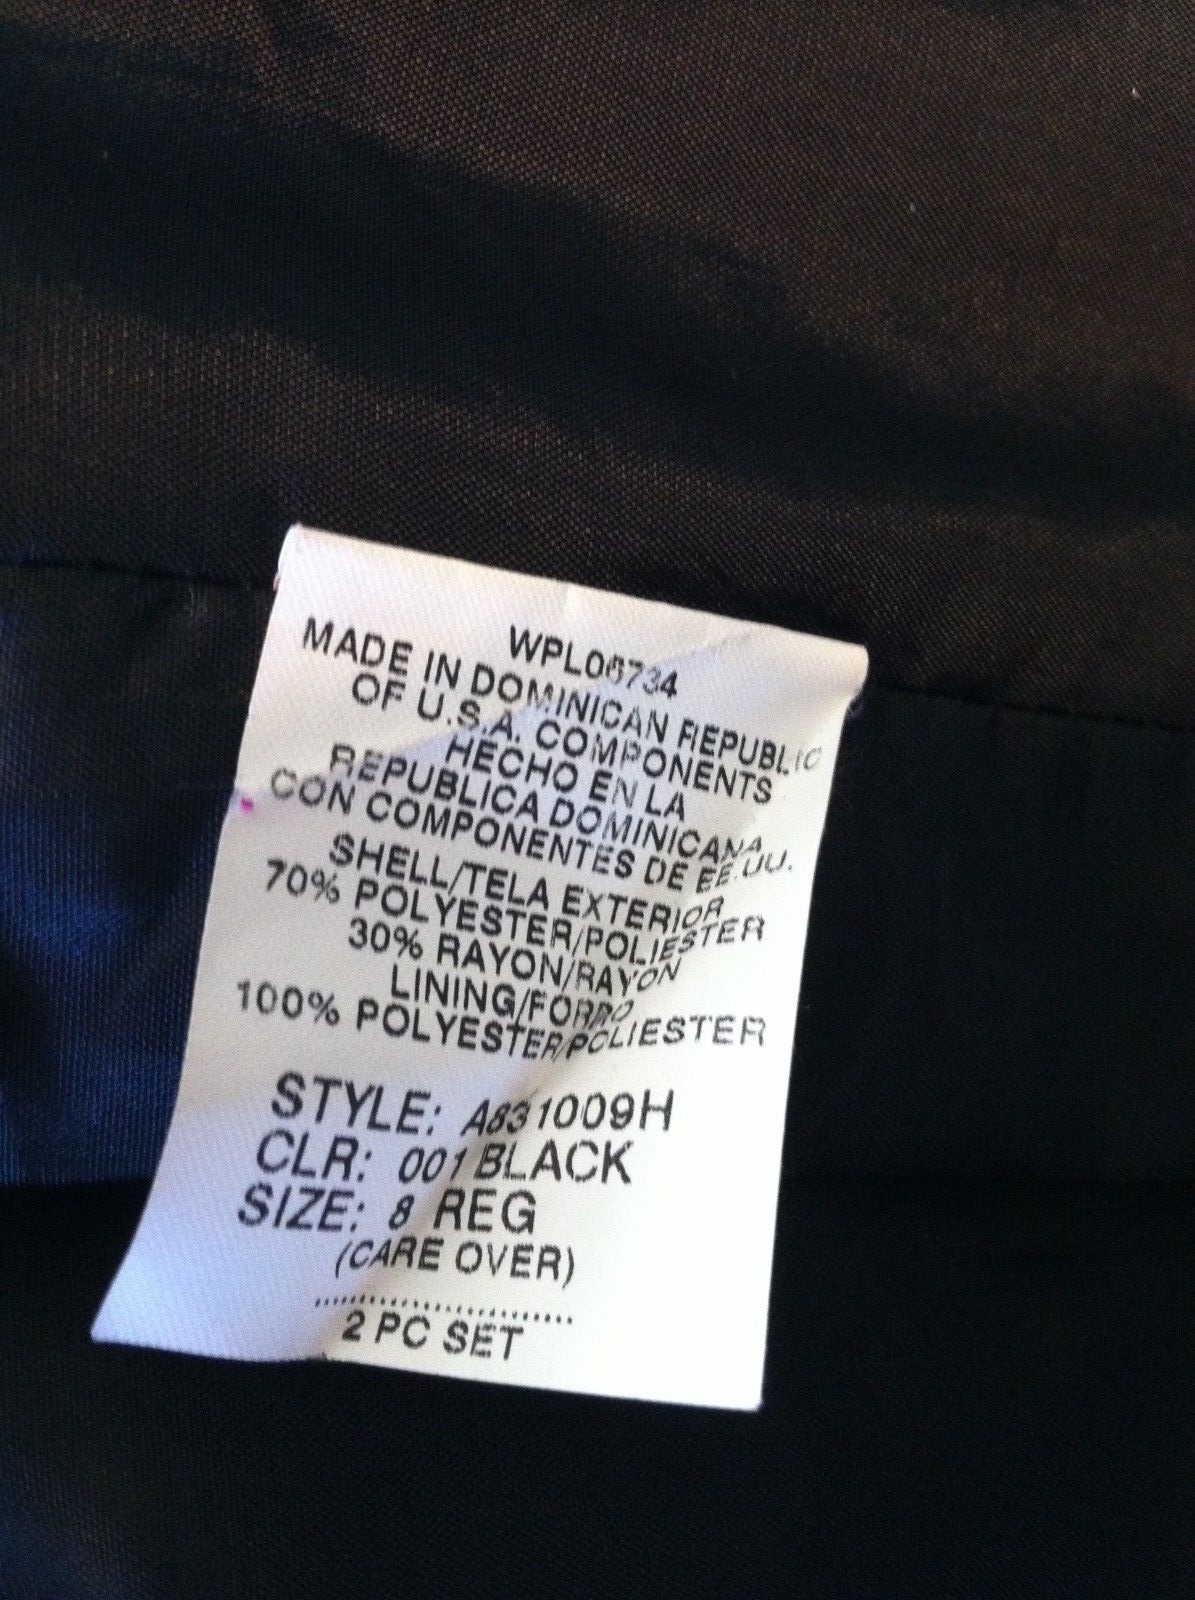 WPL06734
MADE IN DOMINICAN REPUBLIC
OF U.S.A. COMPONENTS
HECHO EN LA
REPUBLICA DOMINICANA
CON COMPONENTES DE EE.UU.
SHELL/TELA EXTERIOR
70% POLYESTER/POLIESTER
30% RAYON/RAYON
LINING/FORRO
100% POLYESTER/POLIESTER
STYLE: A831009H
CLR: 001 BLACK
SIZE: 8 REG
(CARE OVER)
2 PC SET